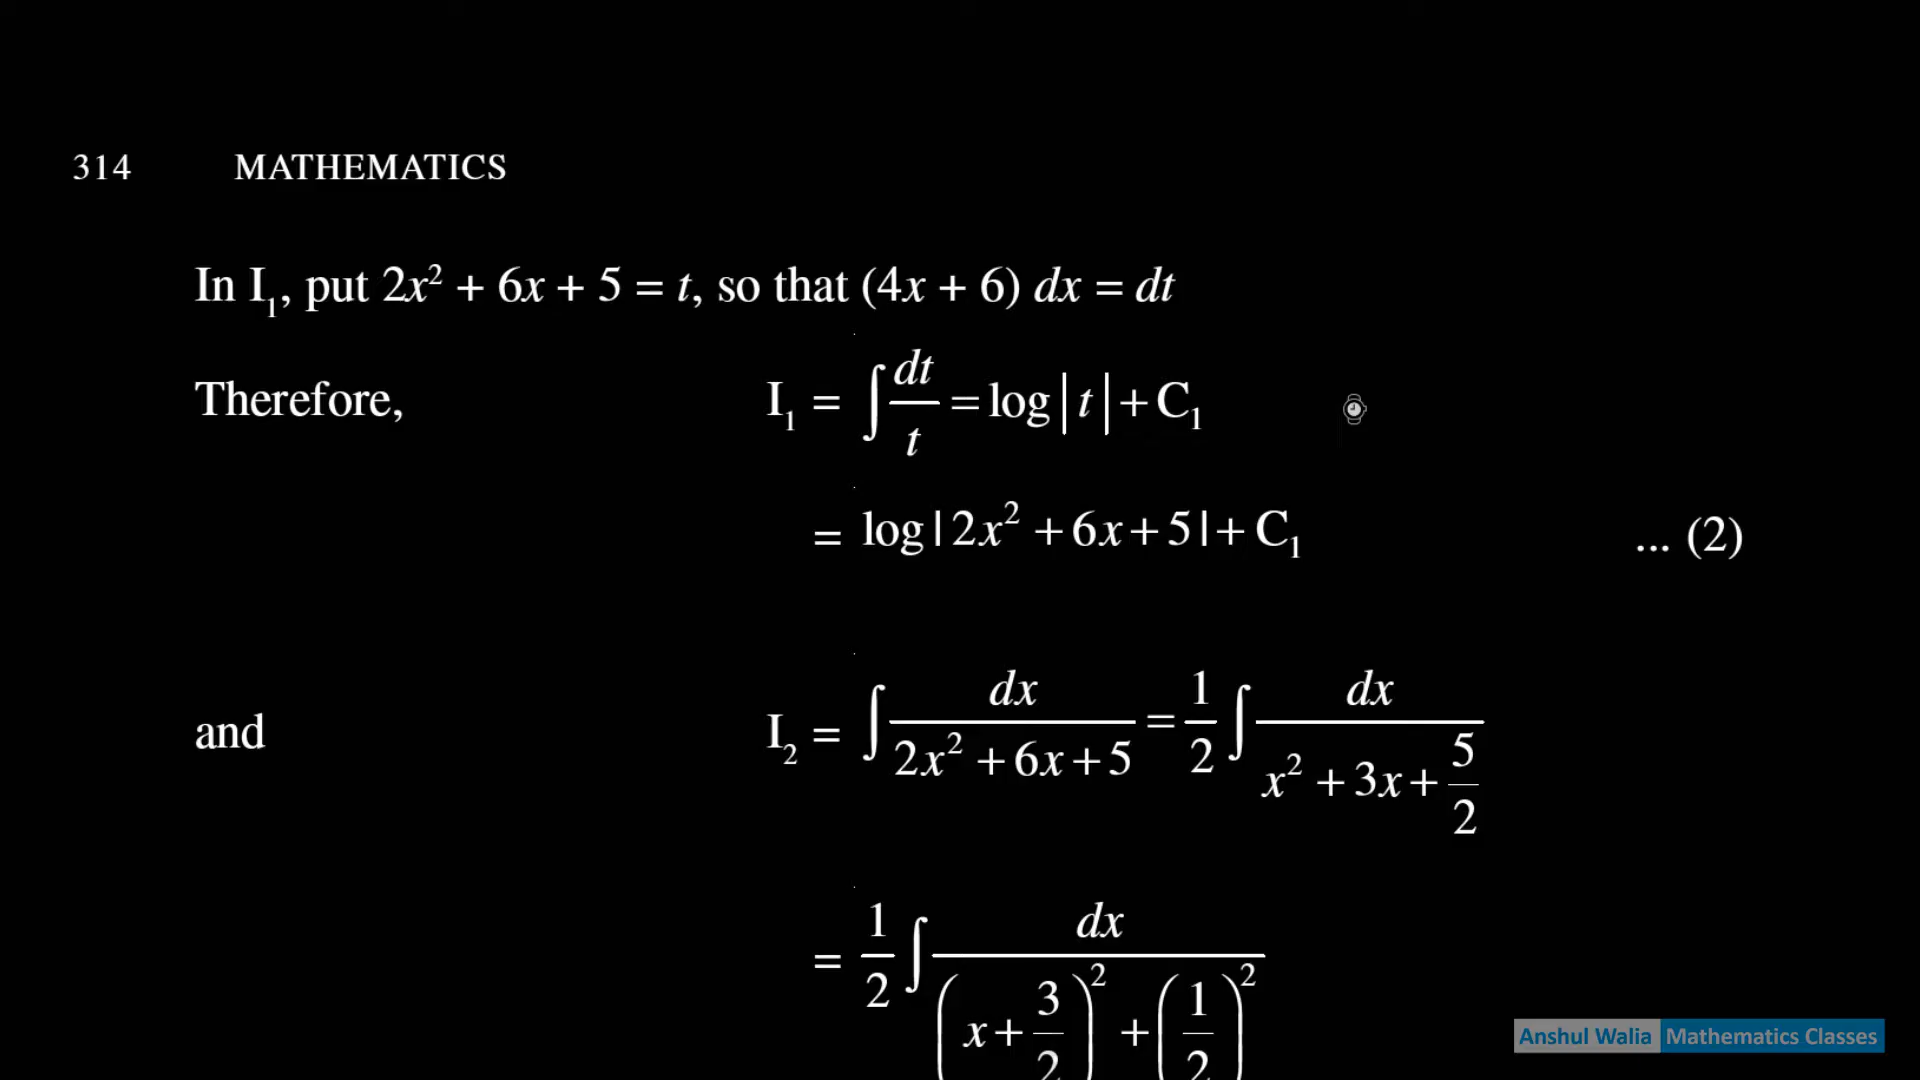 314 MATHEMATICS
In I₁, put 2x² + 6x + 5 = t, so that (4x + 6) dx = dt
Therefore, I₁ = ∫ dt/t = log|t| + C₁
= log|2x² + 6x + 5| + C₁ ... (2)
and I₂ = ∫ dx/(2x² + 6x + 5) = 1/2 ∫ dx/(x² + 3x + 5/2)
= 1/2 ∫ dx/((x + 3/2)² + (1/2)²)
Anshul Walia Mathematics Classes